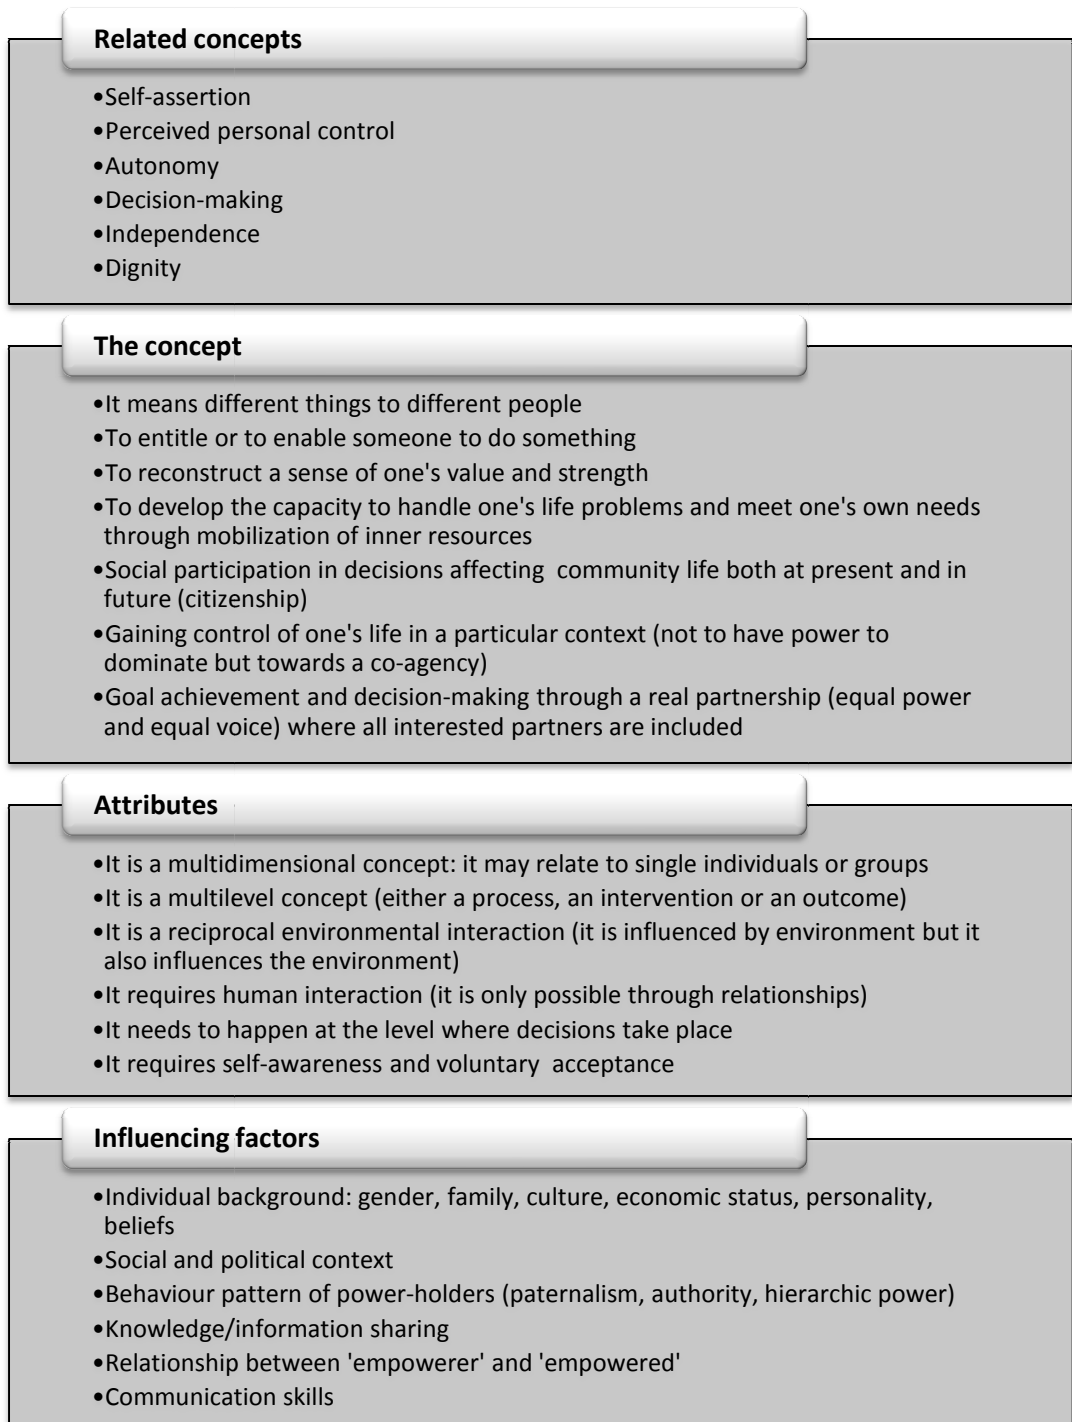 Related concepts
•Self-assertion
•Perceived personal control
•Autonomy
•Decision-making
•Independence
•Dignity
The concept
•It means different things to different people
•To entitle or to enable someone to do something
•To reconstruct a sense of one's value and strength
•To develop the capacity to handle one's life problems and meet one's own needs
through mobilization of inner resources
•Social participation in decisions affecting  community life both at present and in
future (citizenship)
•Gaining control of one's life in a particular context (not to have power to
dominate but towards a co-agency)
•Goal achievement and decision-making through a real partnership (equal power
and equal voice) where all interested partners are included
Attributes
•It is a multidimensional concept: it may relate to single individuals or groups
•It is a multilevel concept (either a process, an intervention or an outcome)
•It is a reciprocal environmental interaction (it is influenced by environment but it
also influences the environment)
•It requires human interaction (it is only possible through relationships)
•It needs to happen at the level where decisions take place
•It requires self-awareness and voluntary  acceptance
Influencing factors
•Individual background: gender, family, culture, economic status, personality,
beliefs
•Social and political context
•Behaviour pattern of power-holders (paternalism, authority, hierarchic power)
•Knowledge/information sharing
•Relationship between 'empowerer' and 'empowered'
•Communication skills